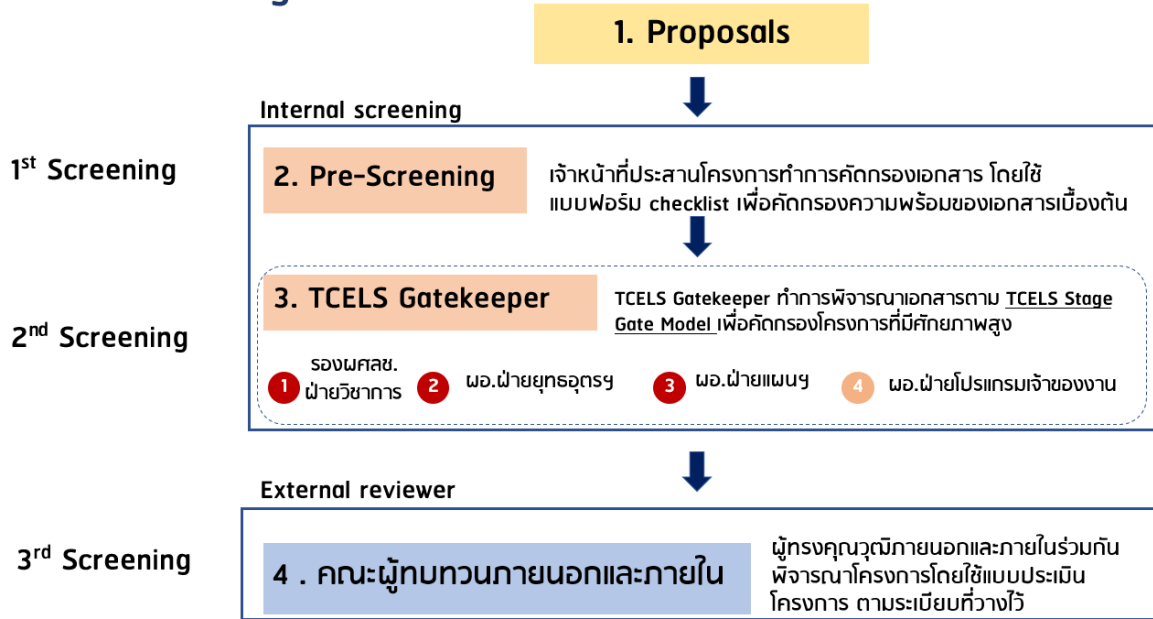 1. Proposals
Internal screening
1st Screening
2. Pre-Screening
เจ้าหน้าที่ประสานโครงการทำการคัดกรองเอกสาร โดยใช้
แบบฟอร์ม checklist เพื่อคัดกรองความพร้อมของเอกสารเบื้องต้น
2nd Screening
3. TCELS Gatekeeper
TCELS Gatekeeper ทำการพิจารณาเอกสารตาม TCELS Stage
Gate Model เพื่อคัดกรองโครงการที่มีศักยภาพสูง
1
รองผศลช.
ฝ่ายวิชาการ
2
ผอ.ฝ่ายยุทธอุตรฯ
3
ผอ.ฝ่ายแผนฯ
4
ผอ.ฝ่ายโปรแกรมเจ้าของงาน
External reviewer
3rd Screening
4 . คณะผู้ทบทวนภายนอกและภายใน
ผู้ทรงคุณวุฒิภายนอกและภายในร่วมกัน
พิจารณาโครงการโดยใช้แบบประเมิน
โครงการ ตามระเบียบที่วางไว้